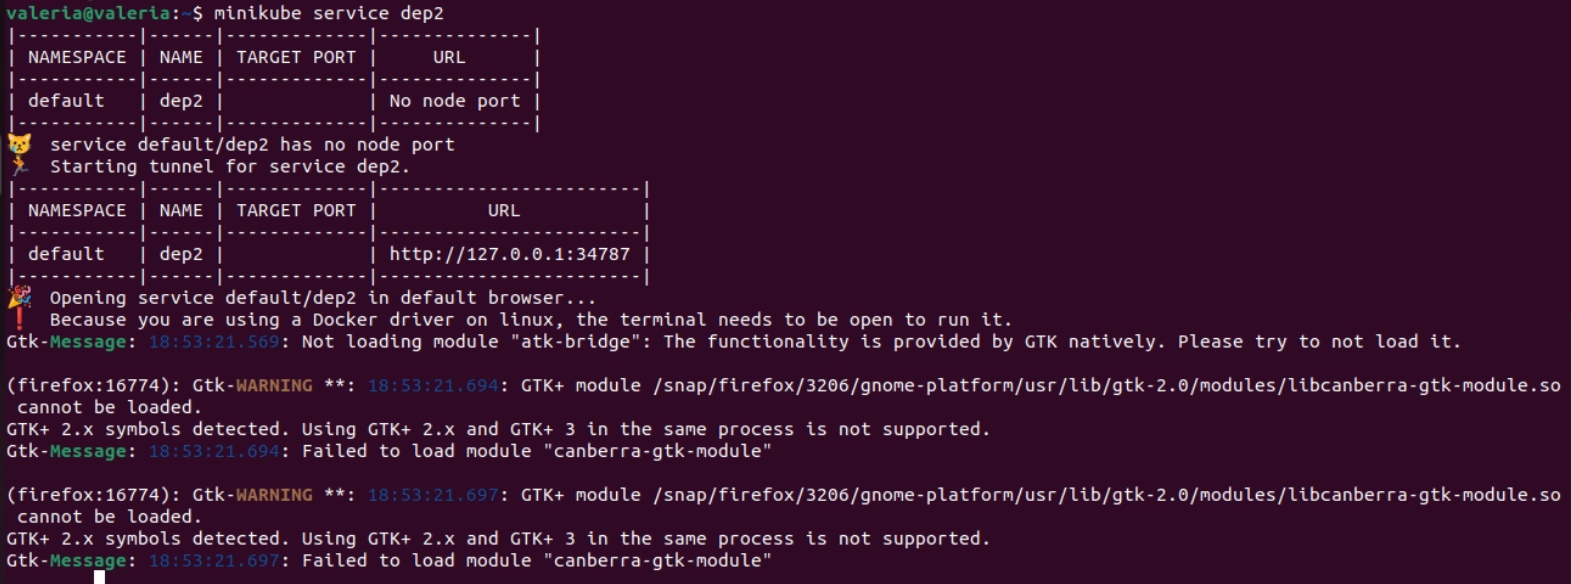 valeria@valeria:~$ minikube service dep2
|-----------|------|-------------|--------------|
| NAMESPACE | NAME | TARGET PORT |     URL      |
|-----------|------|-------------|--------------|
| default   | dep2 |             | No node port |
|-----------|------|-------------|--------------|
😿  service default/dep2 has no node port
🏃  Starting tunnel for service dep2.
|-----------|------|-------------|------------------------|
| NAMESPACE | NAME | TARGET PORT |          URL           |
|-----------|------|-------------|------------------------|
| default   | dep2 |             | http://127.0.0.1:34787 |
|-----------|------|-------------|------------------------|
🎉  Opening service default/dep2 in default browser...
❗  Because you are using a Docker driver on linux, the terminal needs to be open to run it.
Gtk-Message: 18:53:21.569: Not loading module "atk-bridge": The functionality is provided by GTK natively. Please try to not load it.

(firefox:16774): Gtk-WARNING **: 18:53:21.694: GTK+ module /snap/firefox/3206/gnome-platform/usr/lib/gtk-2.0/modules/libcanberra-gtk-module.so
 cannot be loaded.
GTK+ 2.x symbols detected. Using GTK+ 2.x and GTK+ 3 in the same process is not supported.
Gtk-Message: 18:53:21.694: Failed to load module "canberra-gtk-module"

(firefox:16774): Gtk-WARNING **: 18:53:21.697: GTK+ module /snap/firefox/3206/gnome-platform/usr/lib/gtk-2.0/modules/libcanberra-gtk-module.so
 cannot be loaded.
GTK+ 2.x symbols detected. Using GTK+ 2.x and GTK+ 3 in the same process is not supported.
Gtk-Message: 18:53:21.697: Failed to load module "canberra-gtk-module"